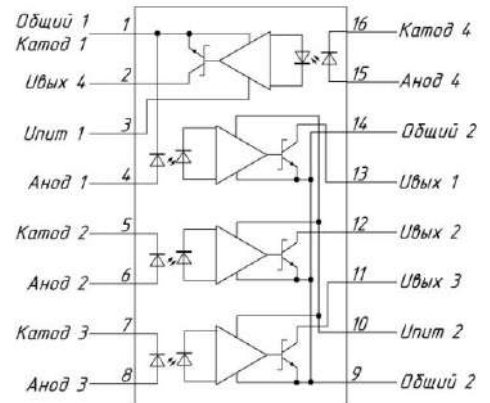 Общий 1
Катод 1
1
Uвых 4
2
Uпит 1
3
Анод 1
4
Катод 2
5
Анод 2
6
Катод 3
7
Анод 3
8
16
Катод 4
15
Анод 4
14
Общий 2
13
Uвых 1
12
Uвых 2
11
Uвых 3
10
Uпит 2
9
Общий 2